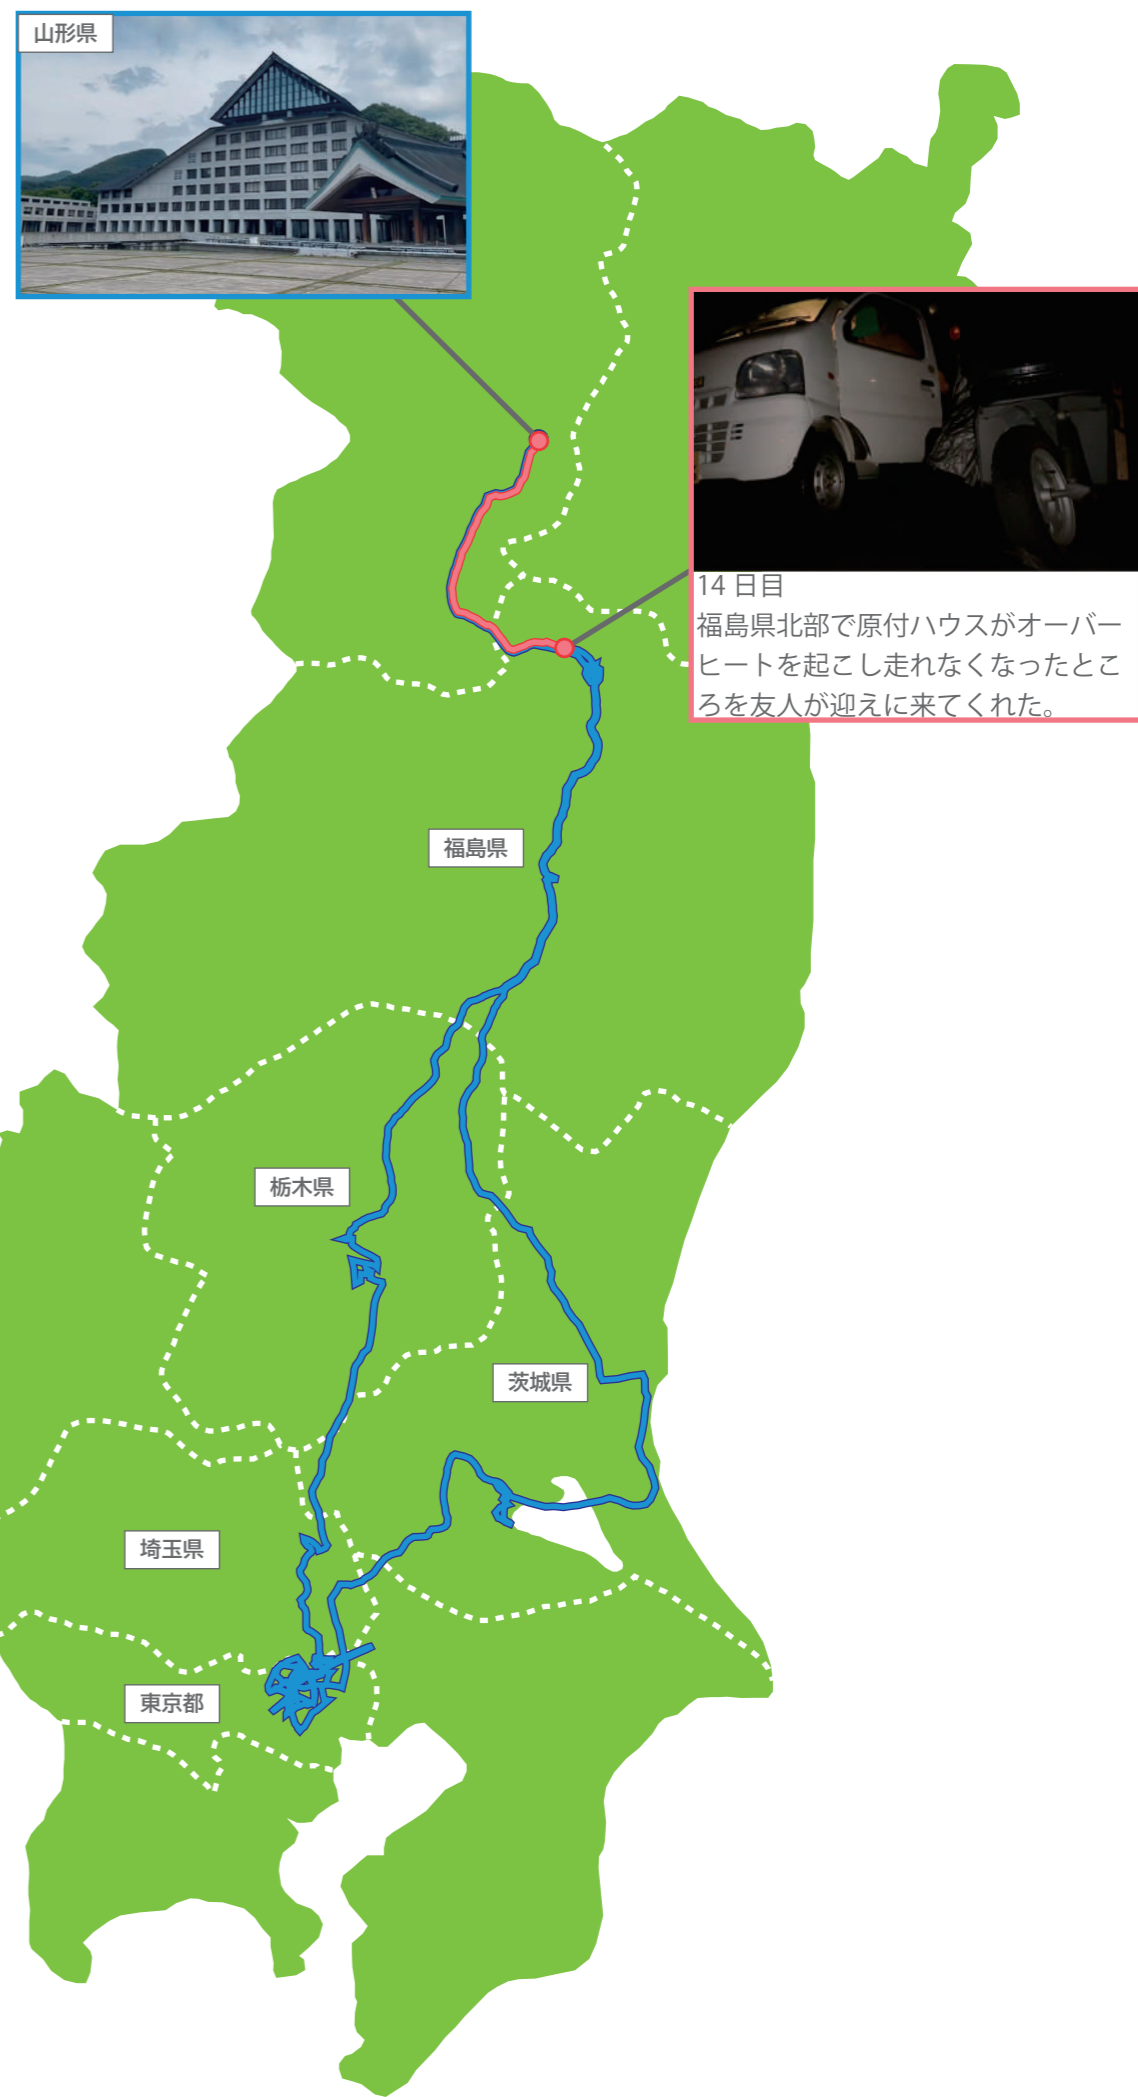 山形県
14 日目
福島県北部で原付ハウスがオーバー
ヒートを起こし走れなくなったとこ
ろを友人が迎えに来てくれた。
福島県
栃木県
茨城県
埼玉県
東京都